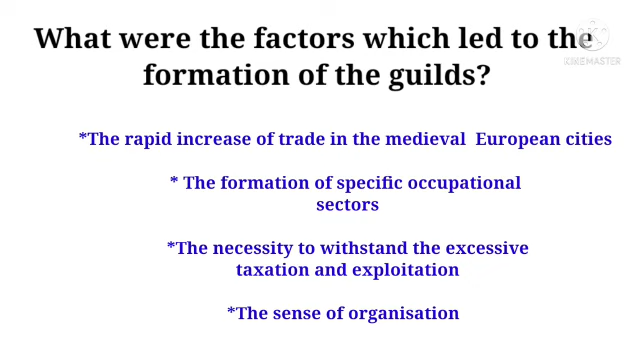 What were the factors which led to the
formation of the guilds?
KINEMASTER
*The rapid increase of trade in the medieval European cities
* The formation of specific occupational
sectors
*The necessity to withstand the excessive
taxation and exploitation
*The sense of organisation